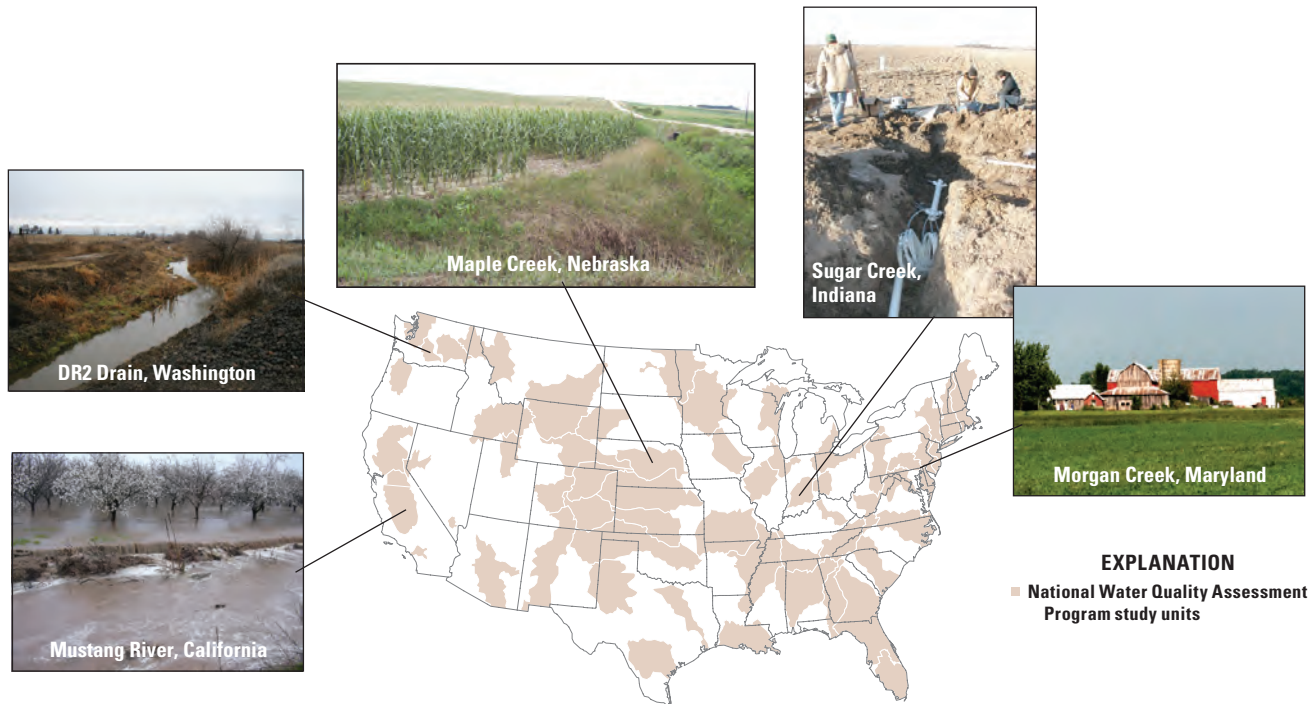 Maple Creek, Nebraska
Sugar Creek,
Indiana
DR2 Drain, Washington
Morgan Creek, Maryland
Mustang River, California
EXPLANATION
National Water Quality Assessment
Program study units